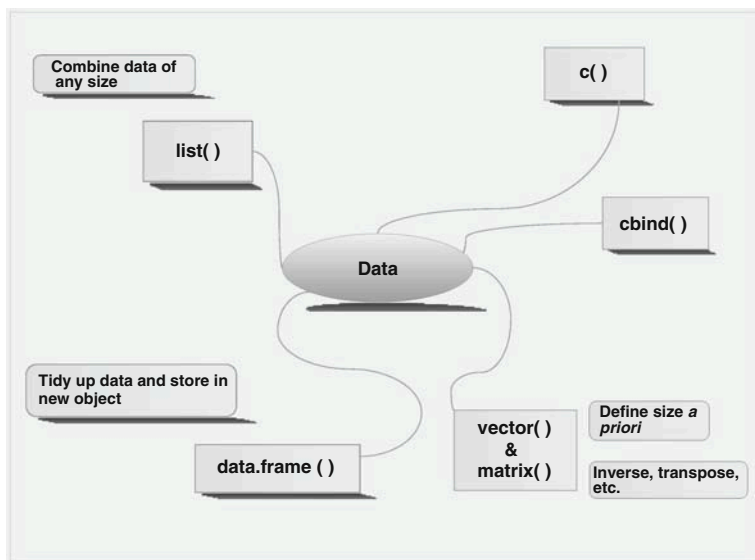 Combine data of
any size
c( )
list( )
cbind( )
Data
Tidy up data and store in
new object
data.frame ( )
vector( )
&
matrix( )
Define size a
priori
Inverse, transpose,
etc.